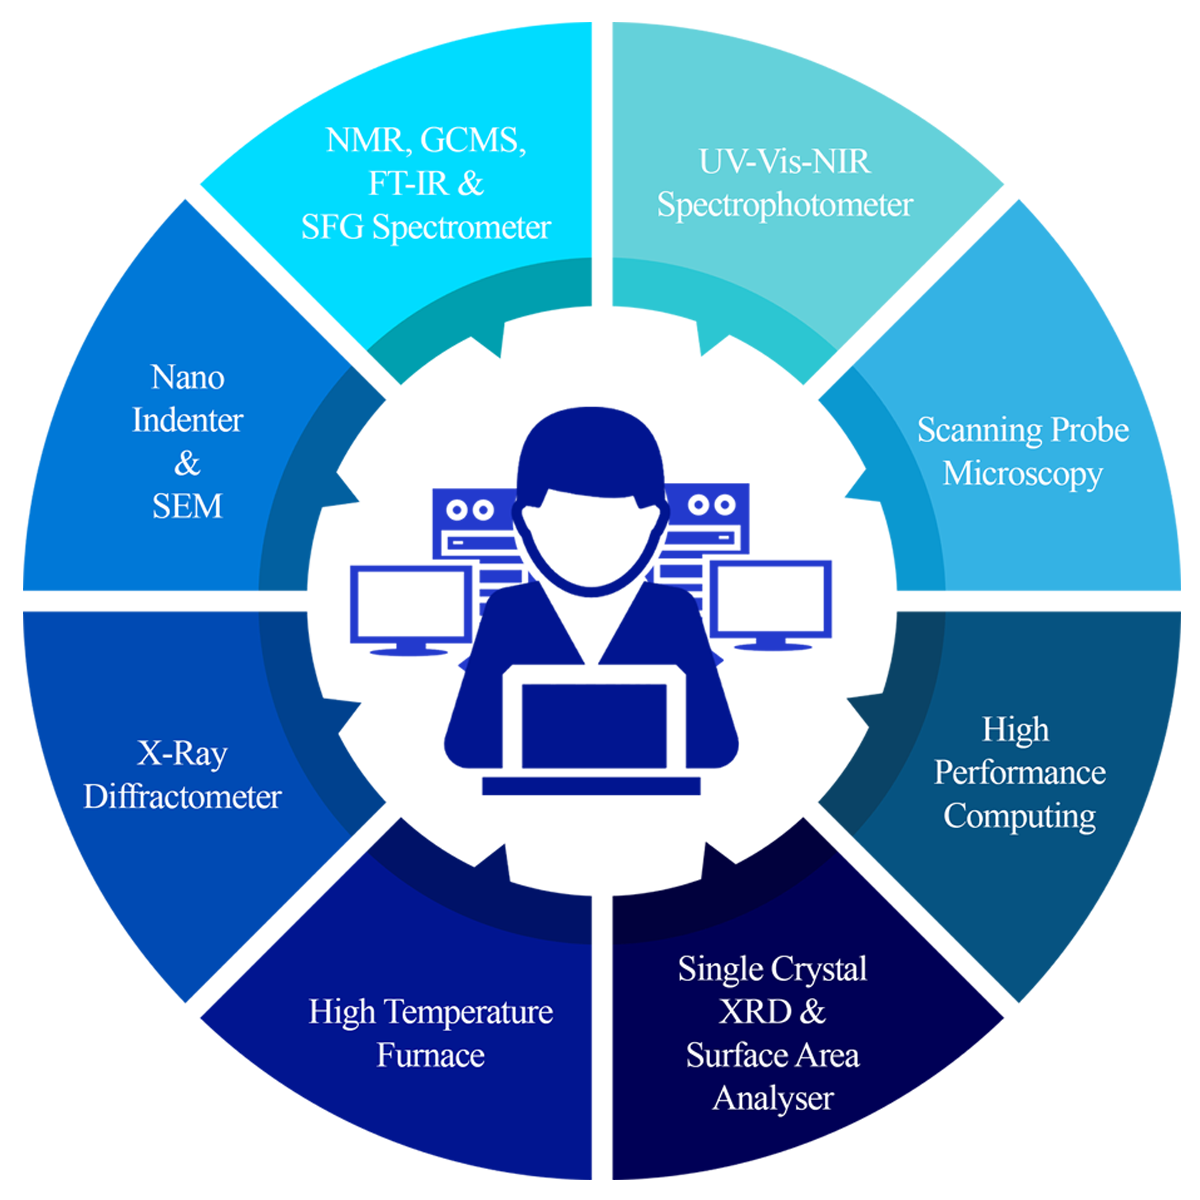 NMR, GCMS,
FT-IR &
SFG Spectrometer
UV-Vis-NIR
Spectrophotometer
Scanning Probe
Microscopy
High
Performance
Computing
Single Crystal
XRD &
Surface Area
Analyser
High Temperature
Furnace
X-Ray
Diffractometer
Nano
Indenter
&
SEM